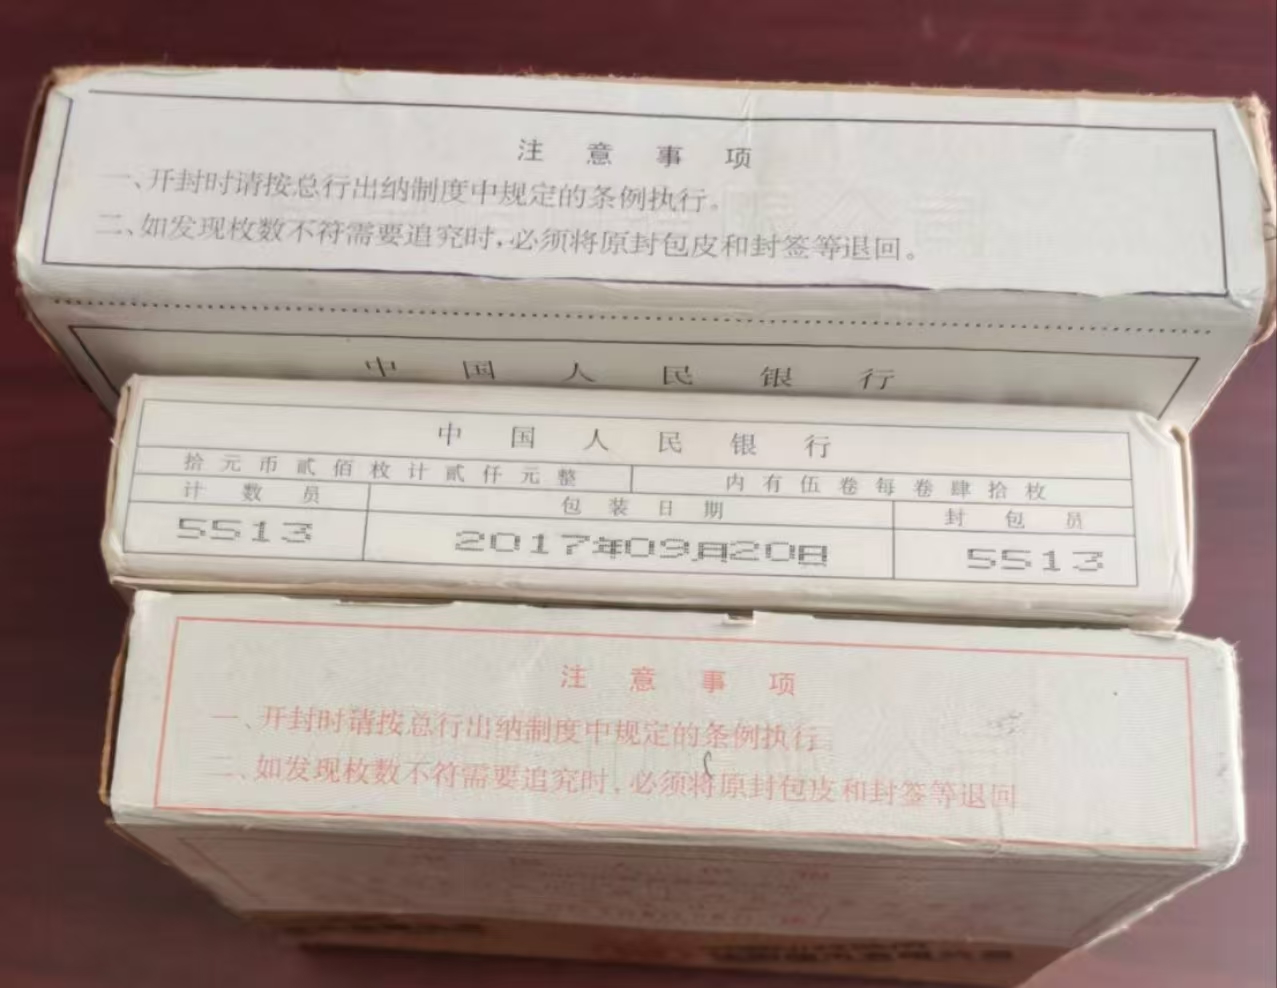 注意事项
一、开封时请按总行出纳制度中规定的条例执行。
二、如发现枚数不符需要追究时，必须将原封包皮和封签等退回。
中国人民银行
中国人民银行
拾元币贰佰枚计贰仟元整 内有伍卷每卷肆拾枚
计数员 包装日期 封包员
5513 2017年09月20日 5513
注意事项
一、开封时请按总行出纳制度中规定的条例执行
二、如发现枚数不符需要追究时，必须将原封包皮和封签等退回